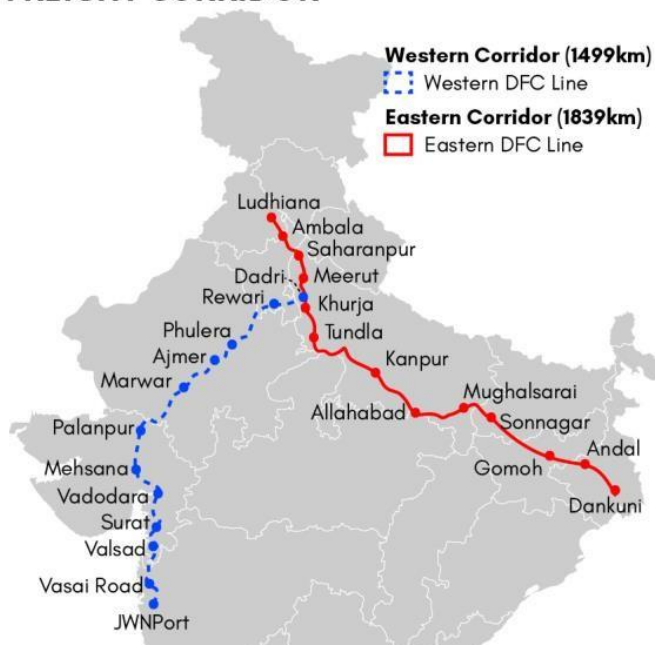 Western Corridor (1499km)
Western DFC Line
Eastern Corridor (1839km)
Eastern DFC Line
Ludhiana
Ambala
Saharanpur
Dadri
Meerut
Rewari
Khurja
Phulera
Tundla
Ajmer
Kanpur
Marwar
Mughalsarai
Allahabad
Sonnagar
Palanpur
Andal
Mehsana
Gomoh
Vadodara
Dankuni
Surat
Valsad
Vasai Road
JWNPort